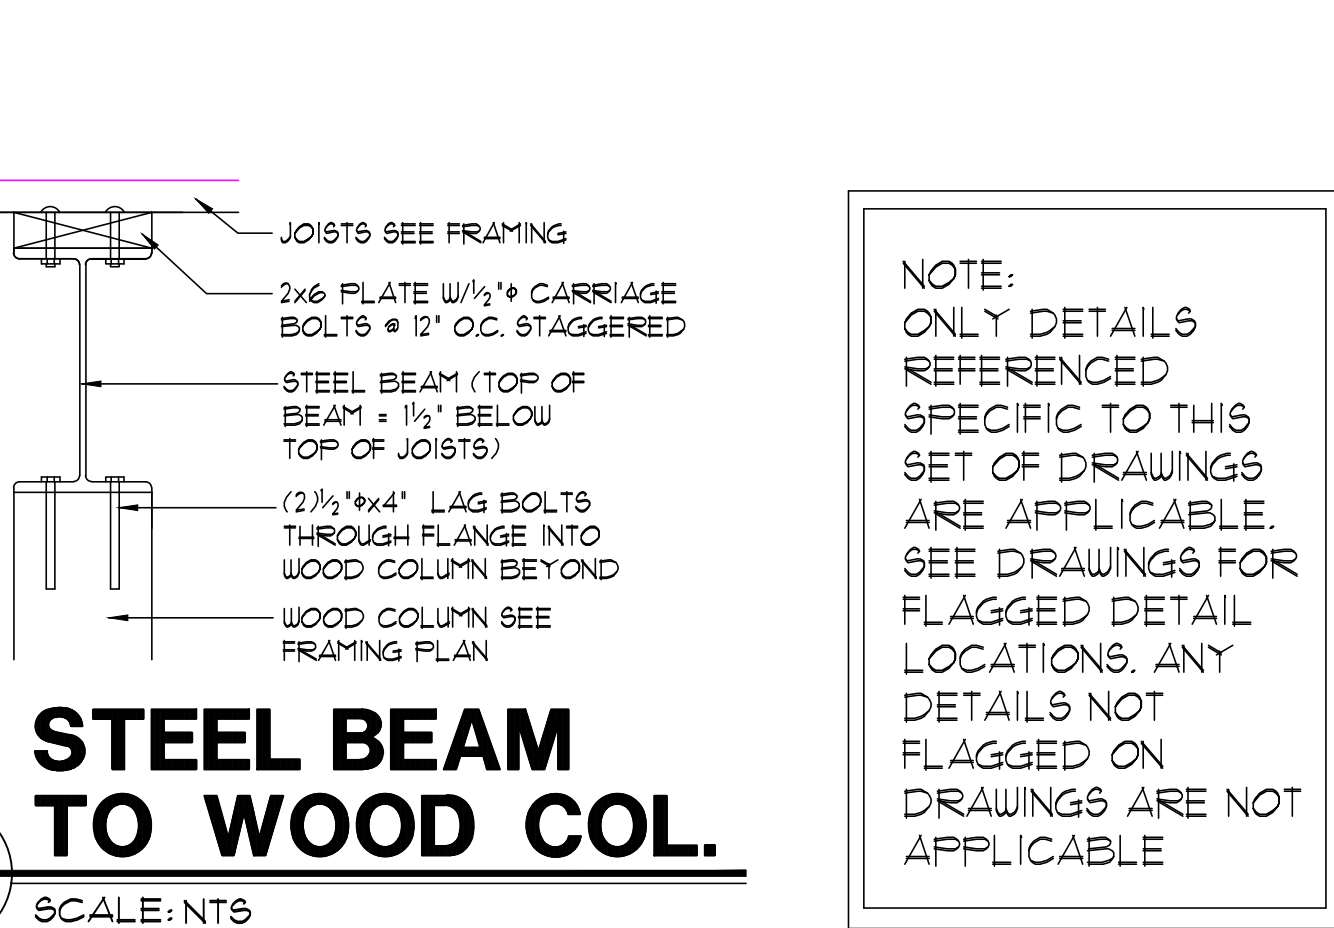 JOISTS SEE FRAMING
2x6 PLATE W/½"ϕ CARRIAGE
BOLTS @ 12" O.C. STAGGERED
STEEL BEAM (TOP OF
BEAM = 1½" BELOW
TOP OF JOISTS)
(2)½"ϕx4" LAG BOLTS
THROUGH FLANGE INTO
WOOD COLUMN BEYOND
WOOD COLUMN SEE
FRAMING PLAN
STEEL BEAM
TO WOOD COL.
SCALE: NTS
NOTE:
ONLY DETAILS
REFERENCED
SPECIFIC TO THIS
SET OF DRAWINGS
ARE APPLICABLE.
SEE DRAWINGS FOR
FLAGGED DETAIL
LOCATIONS. ANY
DETAILS NOT
FLAGGED ON
DRAWINGS ARE NOT
APPLICABLE